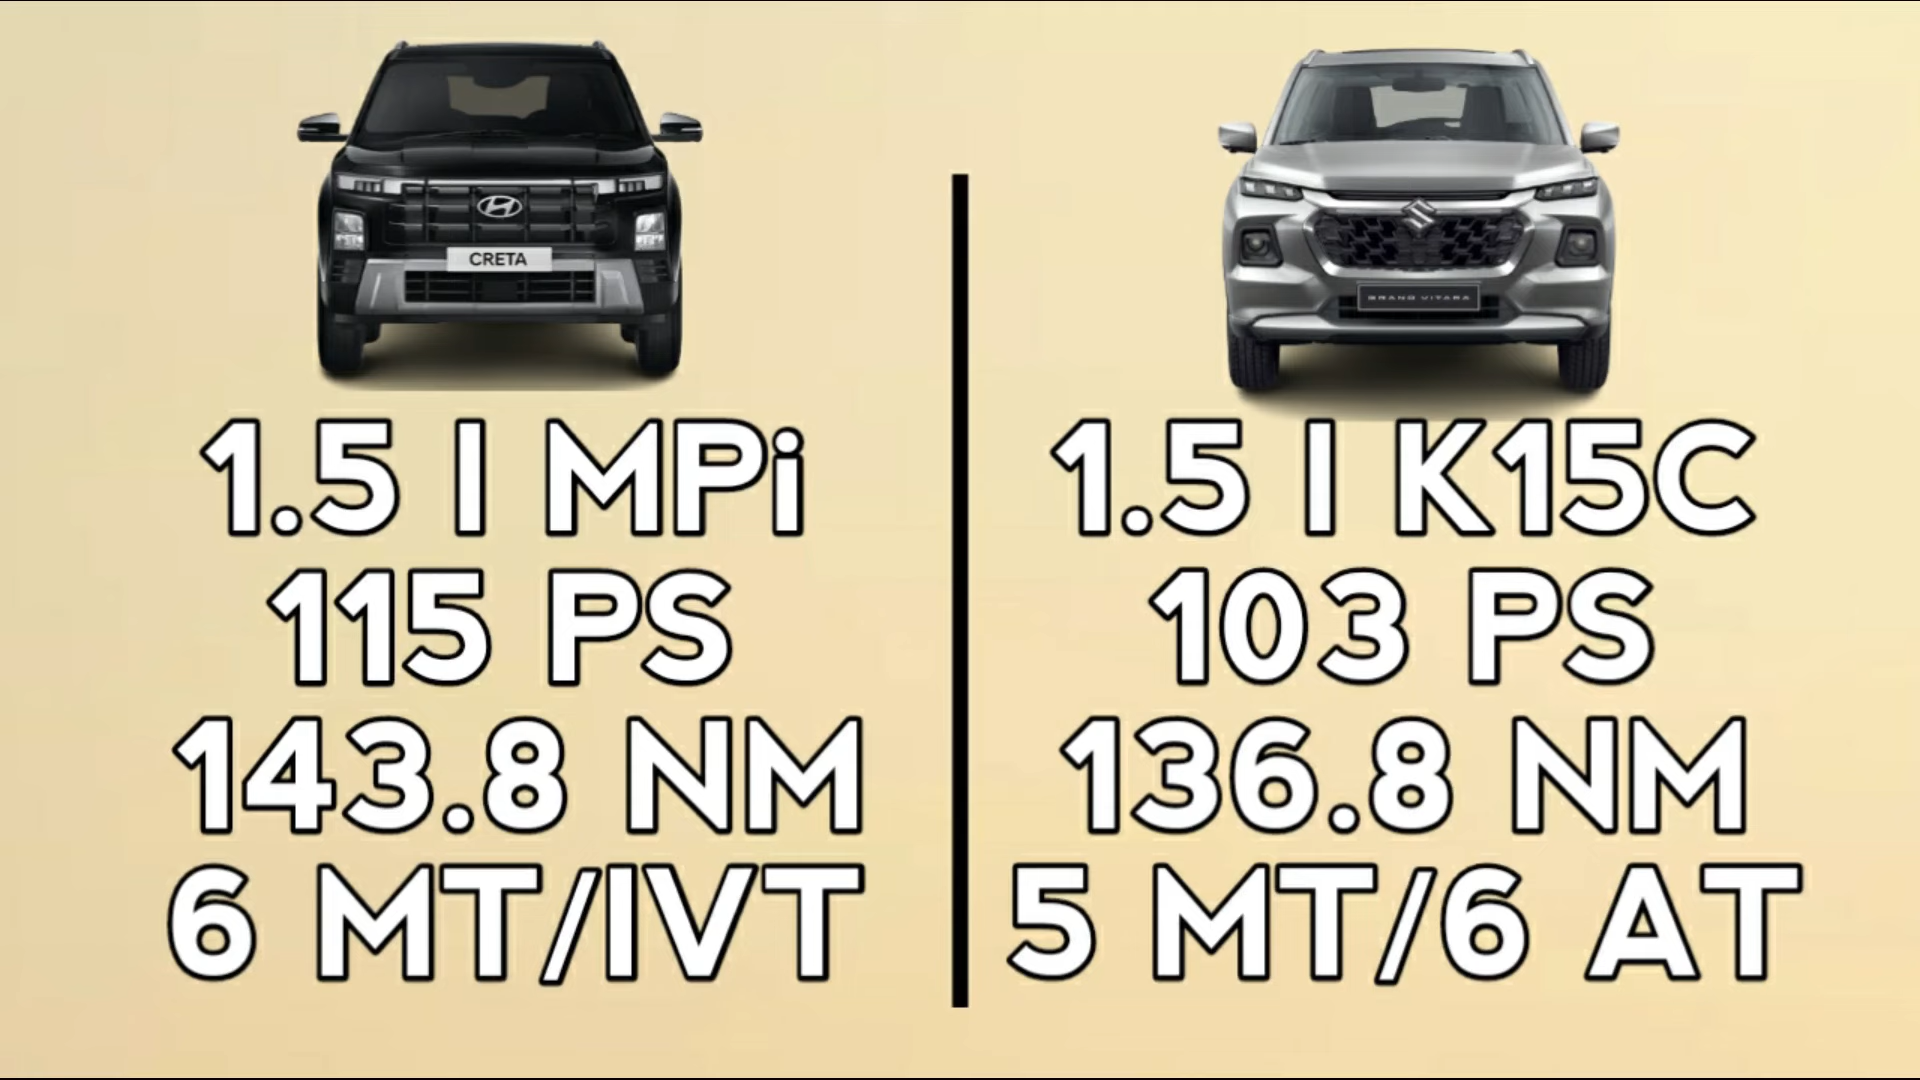 CRETA
1.5 l MPi
115 PS
143.8 NM
6 MT/IVT
GRAND VITARA
1.5 l K15C
103 PS
136.8 NM
5 MT/6 AT